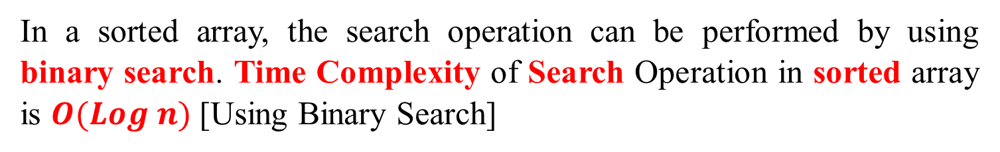 In a sorted array, the search operation can be performed by using
binary search. Time Complexity of Search Operation in sorted array
is O(Log n) [Using Binary Search]